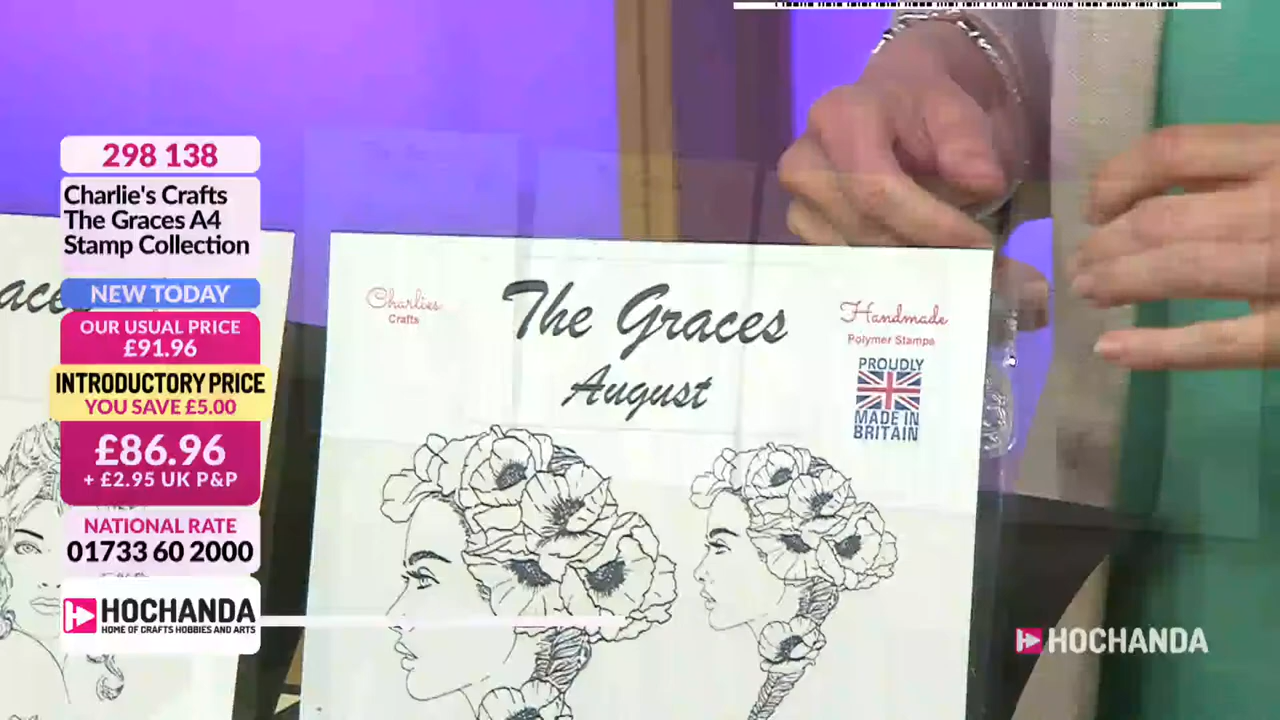 298 138
Charlie's Crafts
The Graces A4
Stamp Collection
NEW TODAY
OUR USUAL PRICE
£91.96
INTRODUCTORY PRICE
YOU SAVE £5.00
£86.96
+ £2.95 UK P&P
NATIONAL RATE
01733 60 2000
HOCHANDA
HOME OF CRAFTS HOBBIES AND ARTS
Charlies
Crafts
The Graces
August
Handmade
Polymer Stamps
PROUDLY
MADE IN
BRITAIN
HOCHANDA